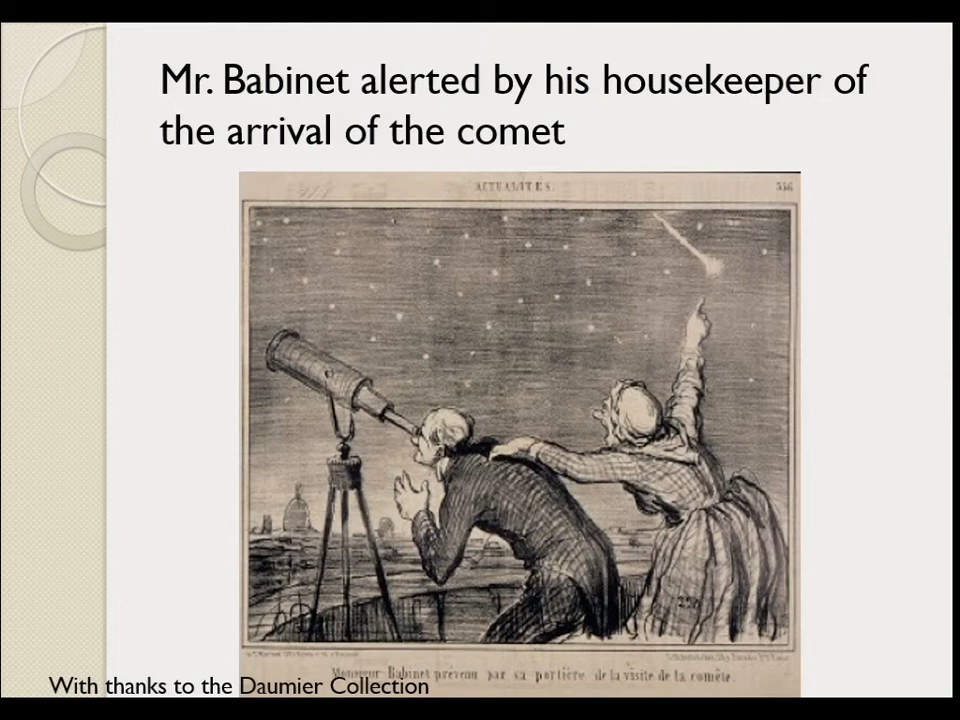 Mr. Babinet alerted by his housekeeper of
the arrival of the comet
ACTUALITÉS.
Monsieur Babinet prévenu par sa portière de la visite de la comète.
With thanks to the Daumier Collection